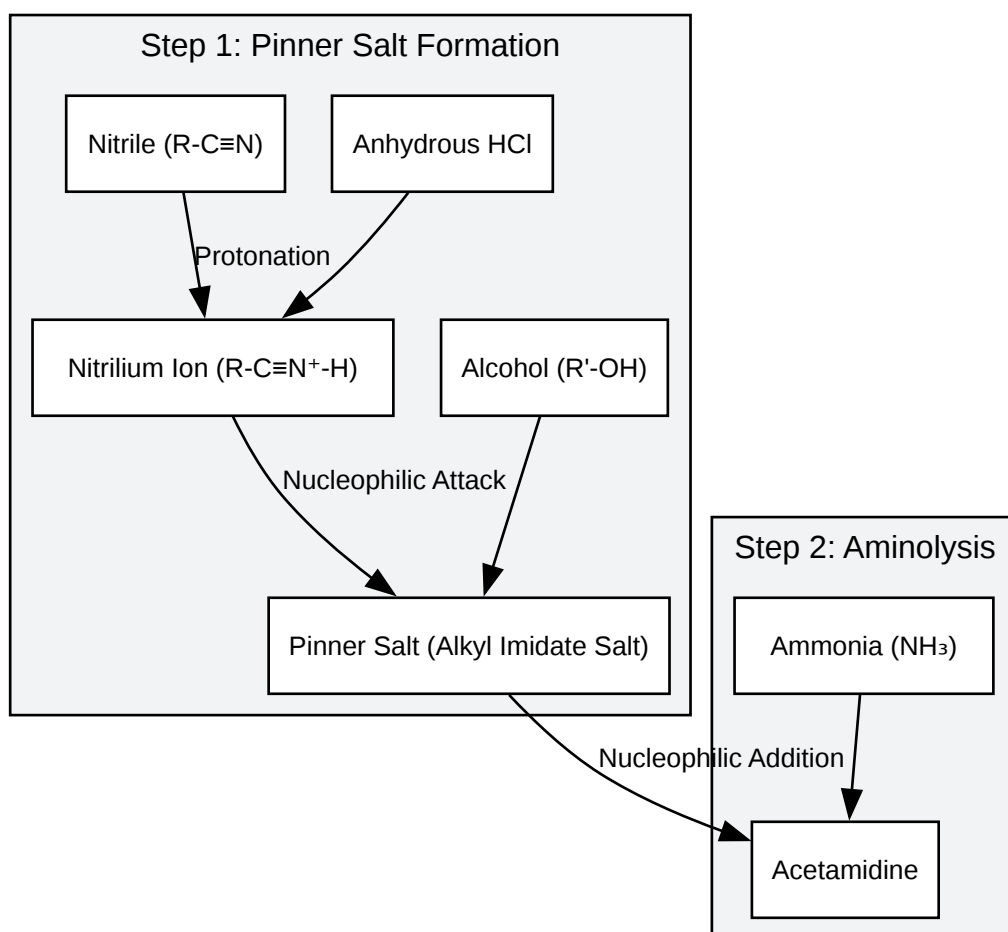 Step 1: Pinner Salt Formation
Nitrile (R-C≡N)
Anhydrous HCl
Protonation
Nitrilium Ion (R-C≡N⁺-H)
Alcohol (R'-OH)
Nucleophilic Attack
Pinner Salt (Alkyl Imidate Salt)
Step 2: Aminolysis
Ammonia (NH₃)
Nucleophilic Addition
Acetamidine